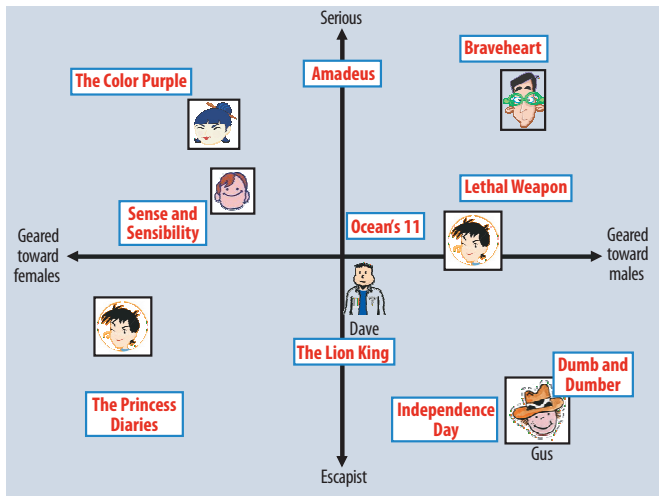 Serious
Braveheart
The Color Purple
Amadeus
Lethal Weapon
Sense and
Sensibility
Ocean's 11
Geared
toward
females
Geared
toward
males
Dave
The Lion King
Dumb and
Dumber
The Princess
Diaries
Independence
Day
Gus
Escapist